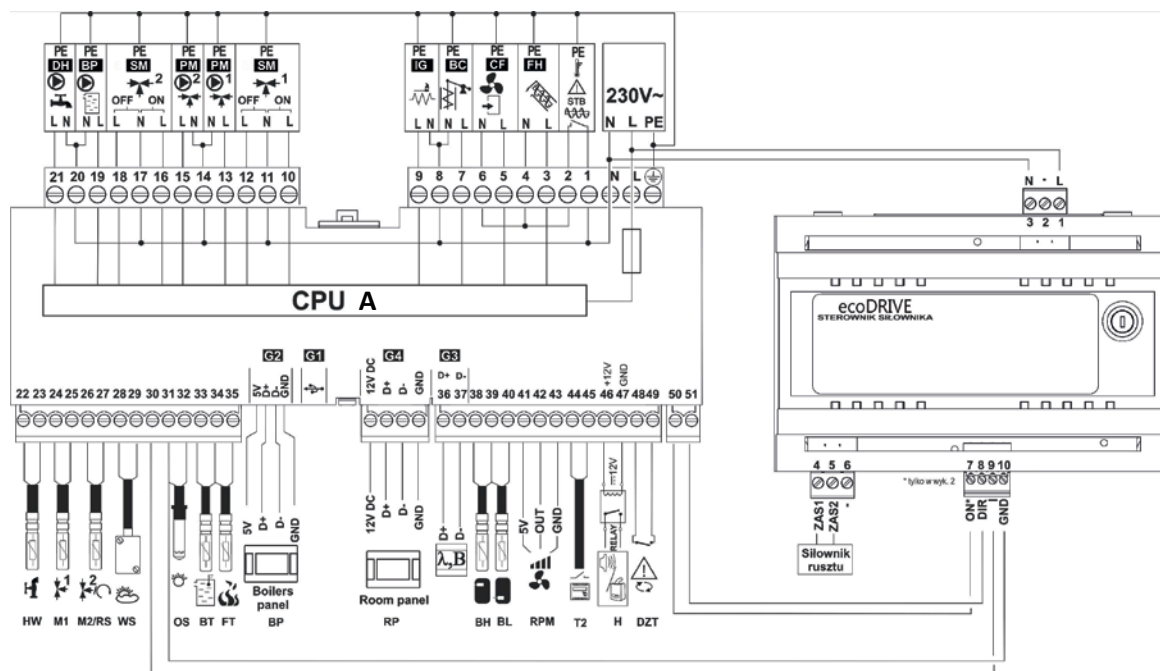 PE PE PE PE PE PE
DH BP SM PM PM SM
2 2 1 1
OFF ON OFF ON
L N N L L N L L N L L N L
PE PE PE PE PE
IG BC CF FH
STB
L N N L N L N L
230V~
N L PE
21 20 19 18 17 16 15 14 13 12 11 10
9 8 7 6 5 4 3 2 1 N L
N - L
3 2 1
CPU A
ecoDRIVE
STEROWNIK SIŁOWNIKA
G2 G1 G4 G3
5V D+ D- GND
12V DC D+ D- GND
D+ D-
+12V GND
22 23 24 25 26 27 28 29 30 31 32 33 34 35
36 37 38 39 40 41 42 43 44 45 46 47 48 49 50 51
4 5 6
ZAS1 ZAS2 -
Siłownik
rusztu
* tylko w wyk. 2
7 8 9 10
ON* DIR – GND
1 2
5V D+ D- GND
12V DC D+ D- GND
D+ D-
λ,B
5V OUT GND
12V
RELAY
Boilers
panel
Room panel
HW M1 M2/RS WS OS BT FT BP RP BH BL RPM T2 H DZT